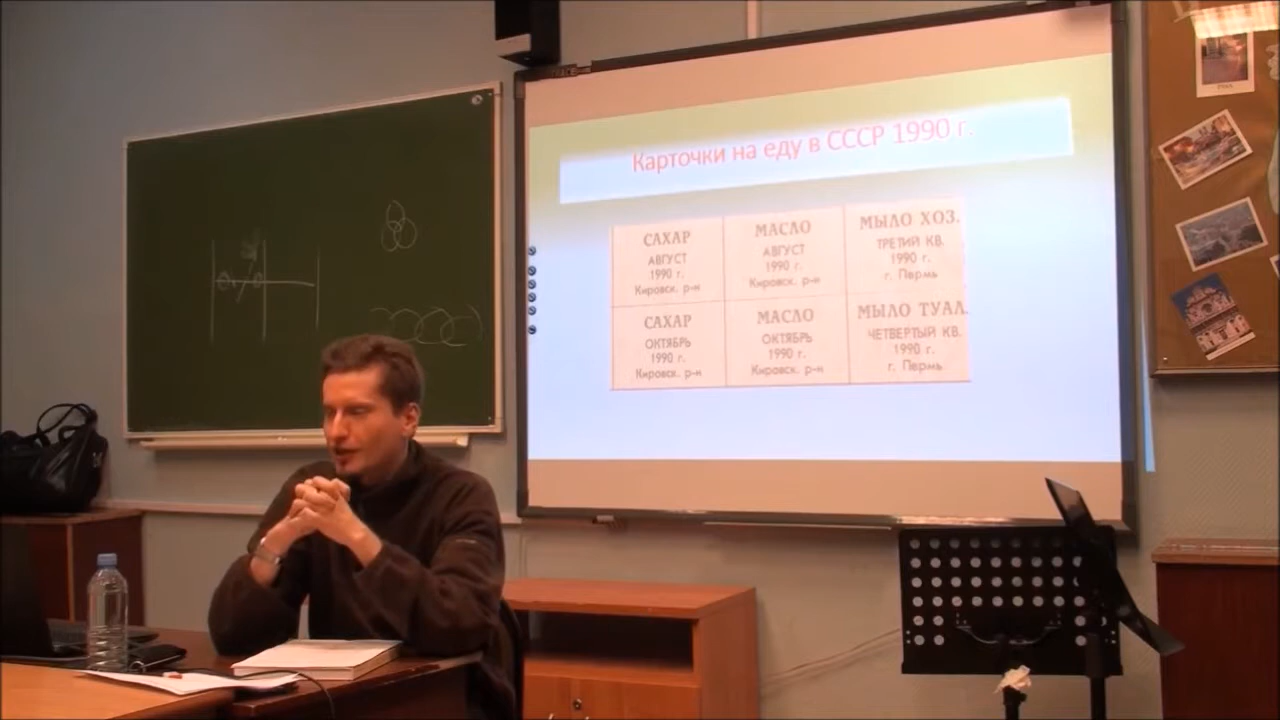 Карточки на еду в СССР 1990 г.
САХАР
АВГУСТ
1990 г.
Кировск. р-н
МАСЛО
АВГУСТ
1990 г.
Кировск. р-н
МЫЛО ХОЗ.
ТРЕТИЙ КВ.
1990 г.
г. Пермь
САХАР
ОКТЯБРЬ
1990 г.
Кировск. р-н
МАСЛО
ОКТЯБРЬ
1990 г.
Кировск. р-н
МЫЛО ТУАЛ.
ЧЕТВЕРТЫЙ КВ.
1990 г.
г. Пермь